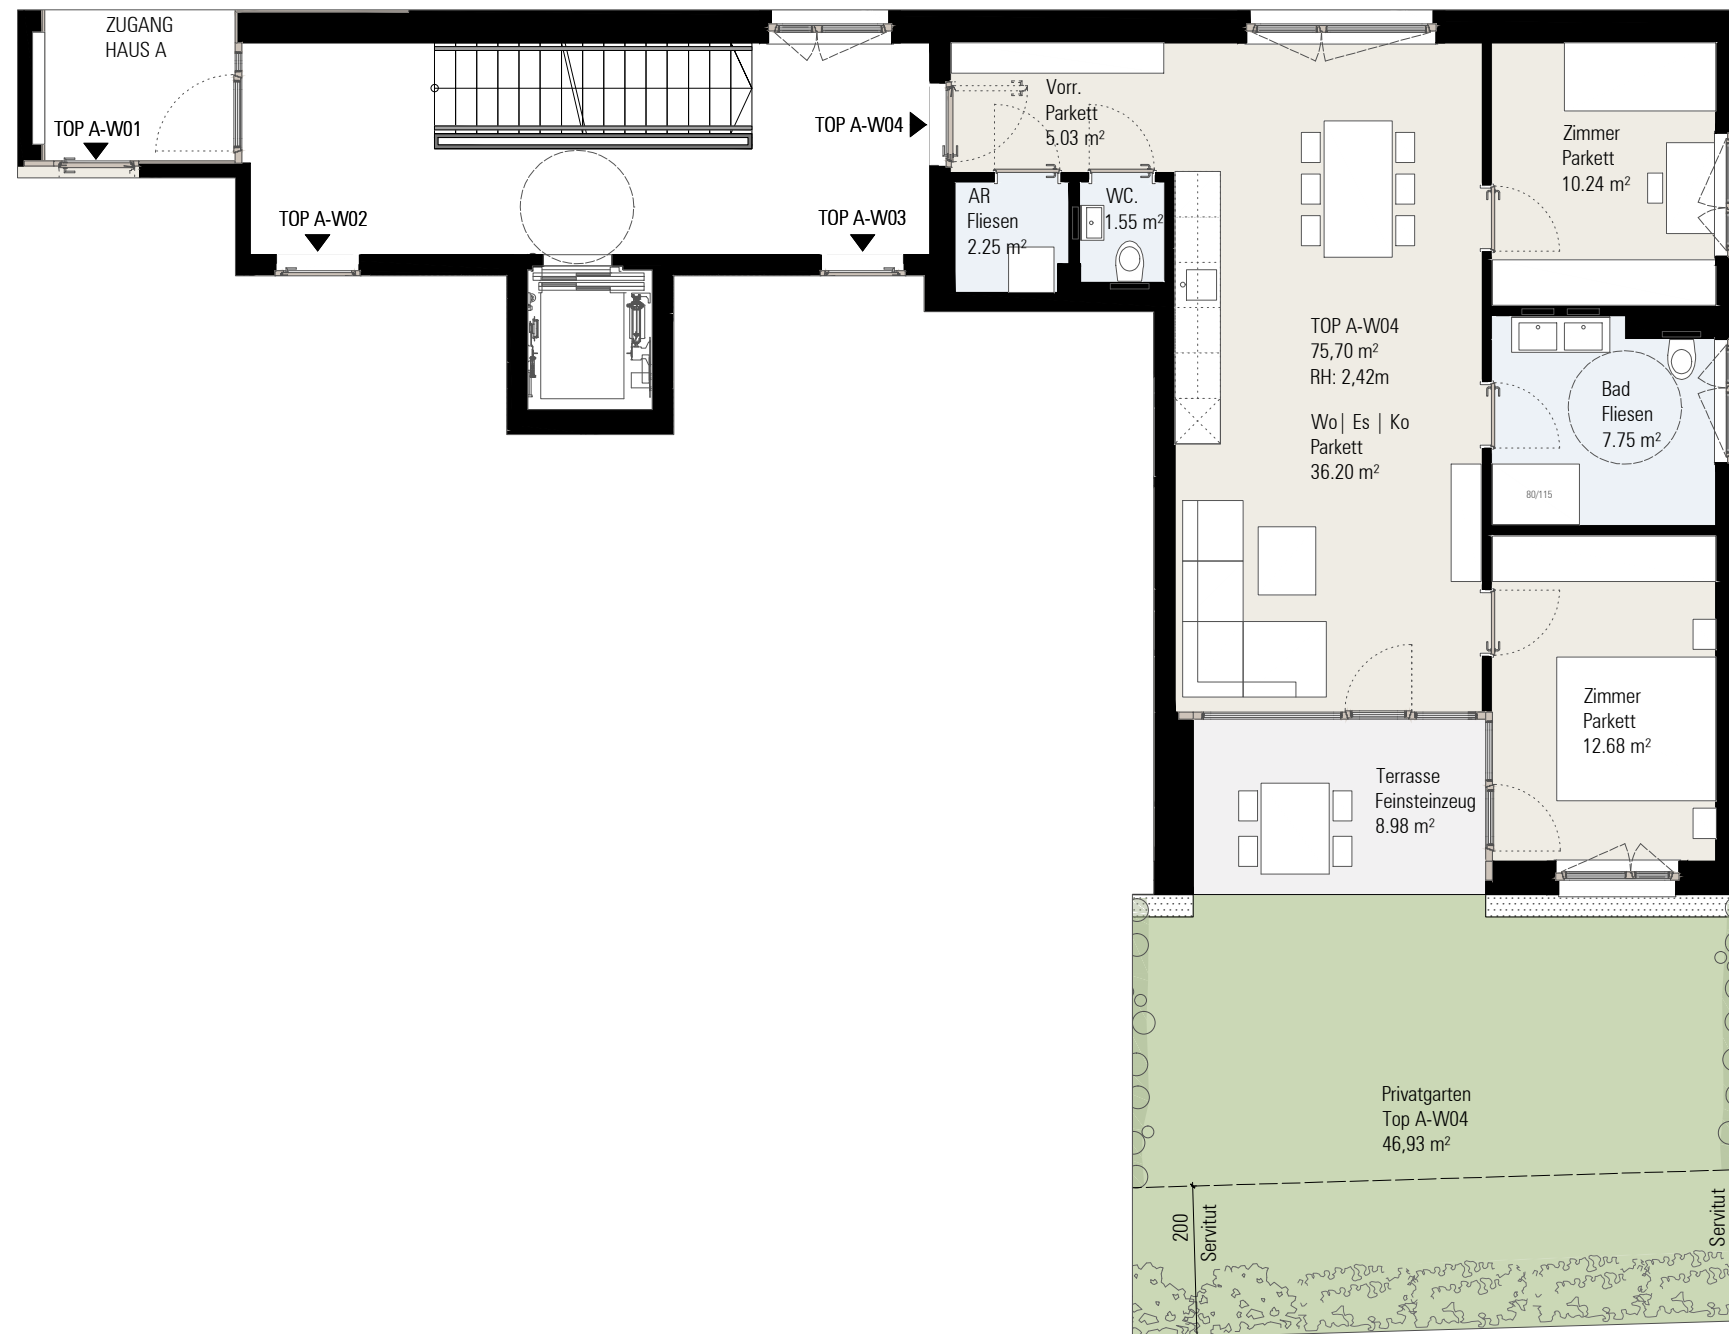 ZUGANG
HAUS A
TOP A-W01
TOP A-W02
TOP A-W03
TOP A-W04
Vorr.
Parkett
5.03 m²
AR
Fliesen
2.25 m²
WC.
1.55 m²
Zimmer
Parkett
10.24 m²
TOP A-W04
75,70 m²
RH: 2,42m
Wo| Es | Ko
Parkett
36.20 m²
Bad
Fliesen
7.75 m²
80/115
Zimmer
Parkett
12.68 m²
Terrasse
Feinsteinzeug
8.98 m²
Privatgarten
Top A-W04
46,93 m²
200
Servitut
Servitut